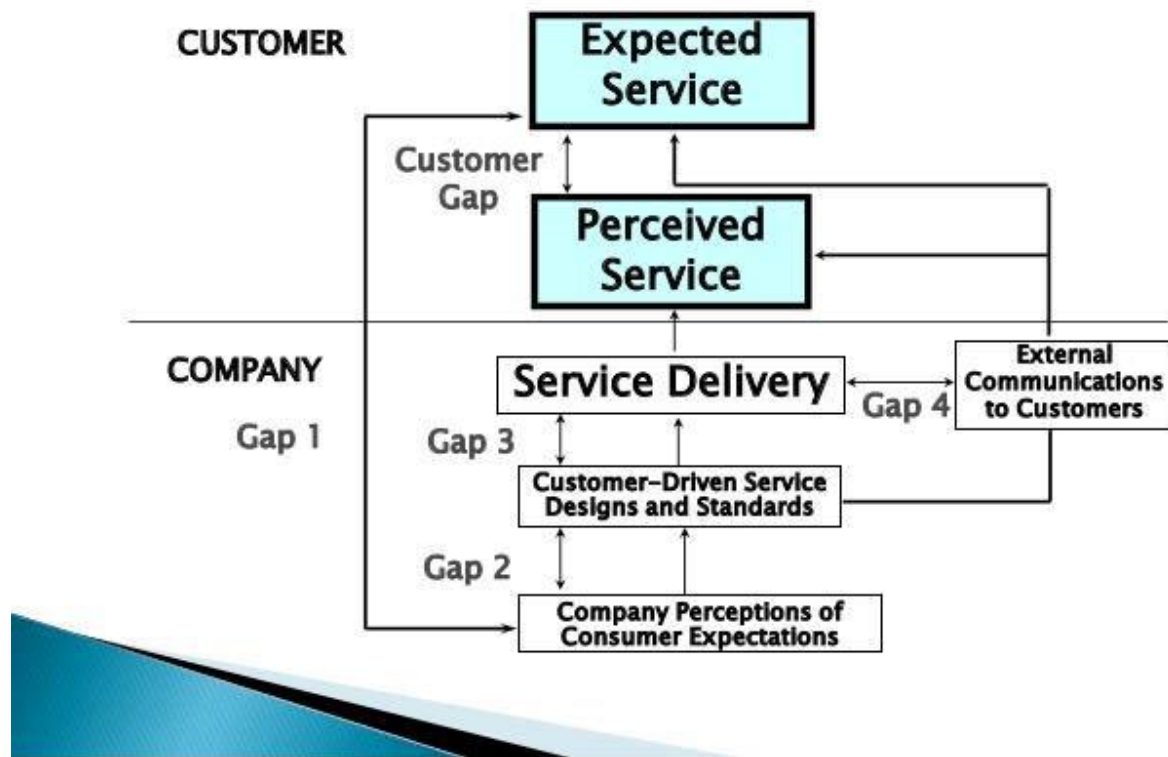 CUSTOMER
Expected
Service
Customer
Gap
Perceived
Service
COMPANY
Service Delivery
External
Communications
to Customers
Gap 4
Gap 1
Gap 3
Customer-Driven Service
Designs and Standards
Gap 2
Company Perceptions of
Consumer Expectations